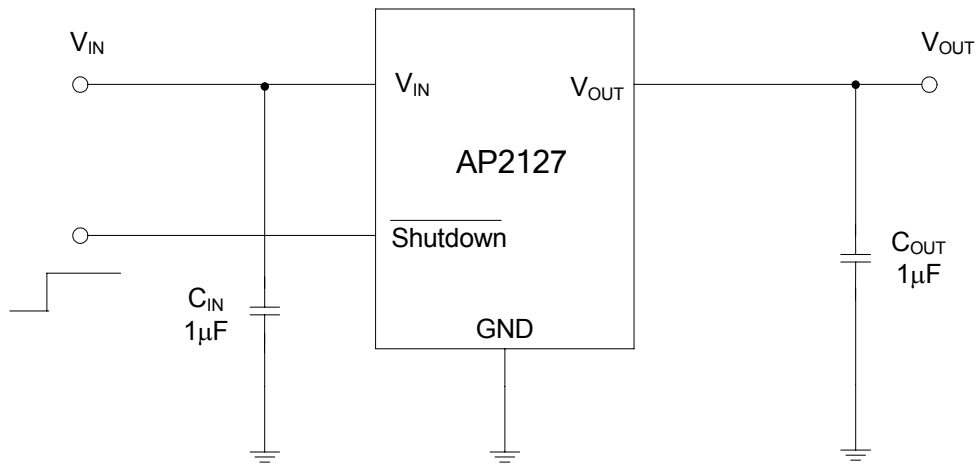 VIN
VOUT
VIN
VOUT
AP2127
Shutdown
COUT
1μF
CIN
1μF
GND